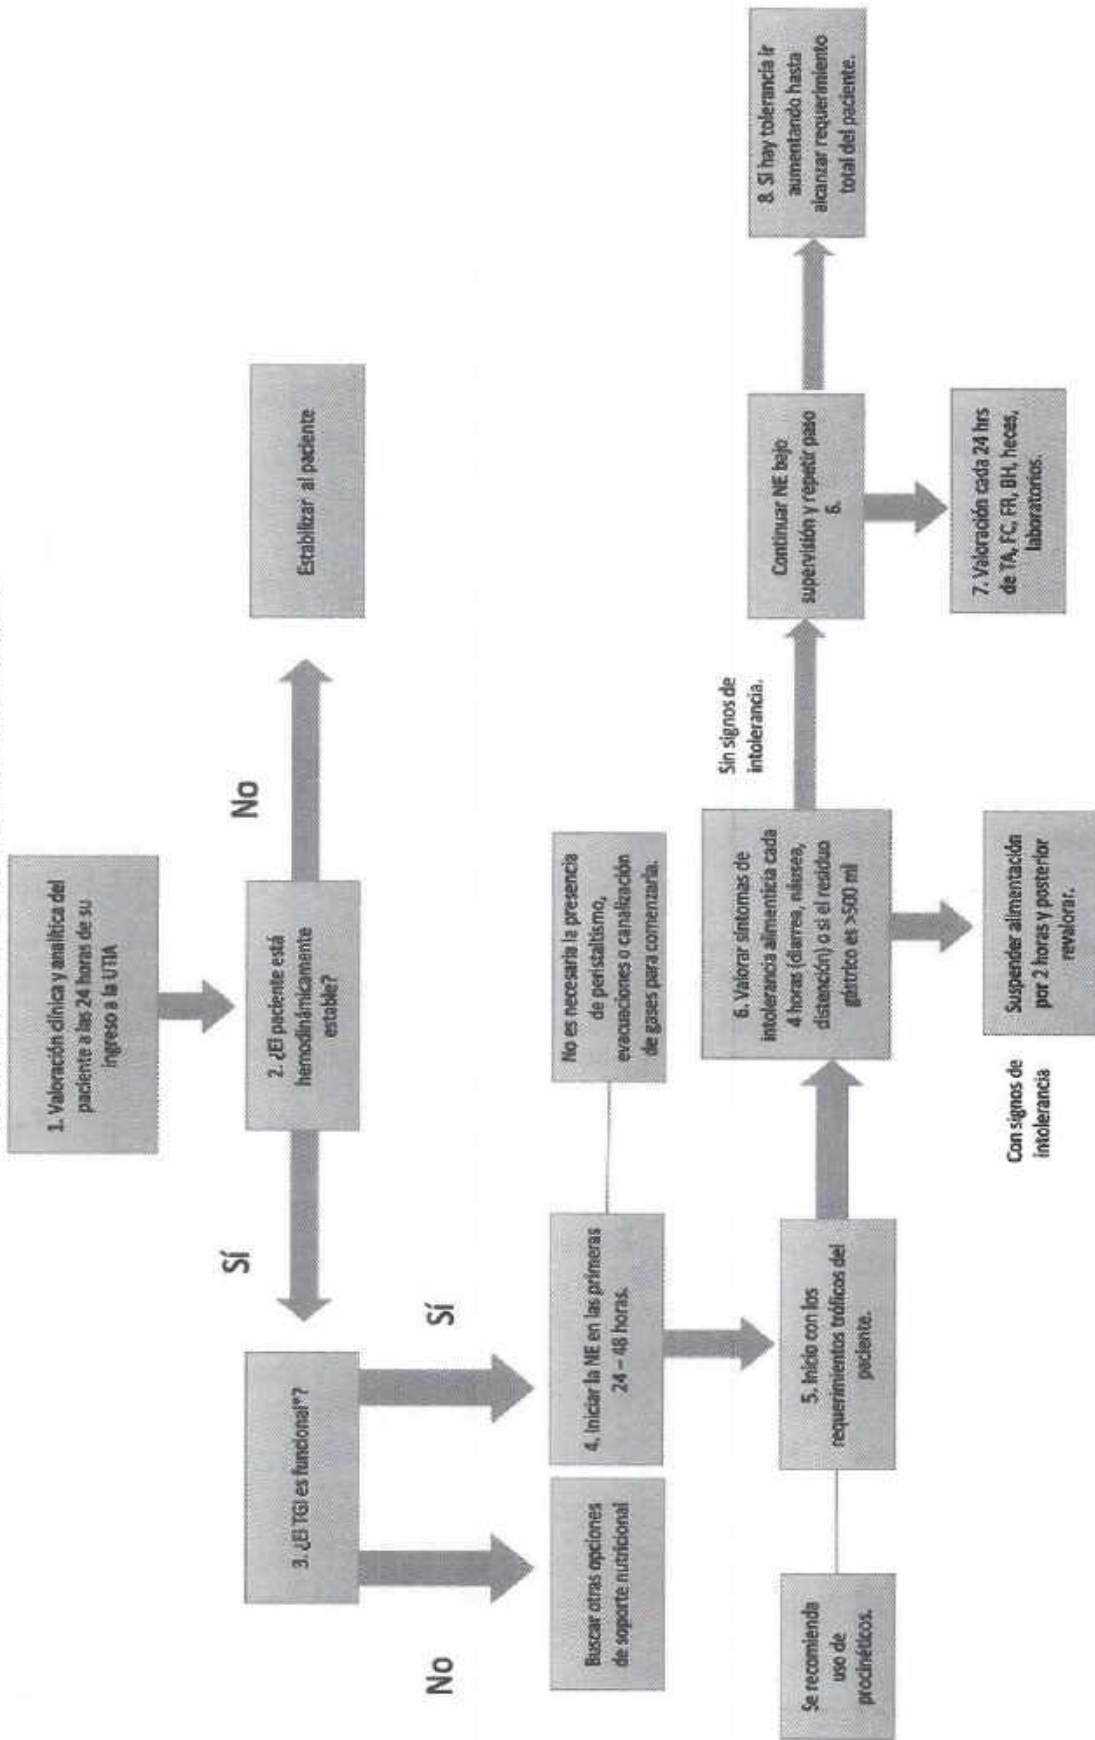 1. Valoración clínica y analítica del
paciente a las 24 horas de su
ingreso a la UTIA
2. ¿El paciente está
hemodinámicamente
estable?
No
Estabilizar al paciente
Sí
3. ¿El TGI es funcional*?
No
Sí
Buscar otras opciones
de soporte nutricional
4. Iniciar la NE en las primeras
24 – 48 horas.
No es necesaria la presencia
de peristaltismo,
evacuaciones o canalización
de gases para comenzarla.
Se recomienda
uso de
procinéticos.
5. Inicio con los
requerimientos tróficos del
paciente.
6. Valorar síntomas de
intolerancia alimenticia cada
4 horas (diarrea, náusea,
distención) o si el residuo
gástrico es >500 ml
Sin signos de
intolerancia.
Continuar NE bajo
supervisión y repetir paso
6.
8. Si hay tolerancia ir
aumentando hasta
alcanzar requerimiento
total del paciente.
Con signos de
intolerancia
Suspender alimentación
por 2 horas y posterior
revalorar.
7. Valoración cada 24 hrs
de TA, FC, FR, BH, heces,
laboratorios.